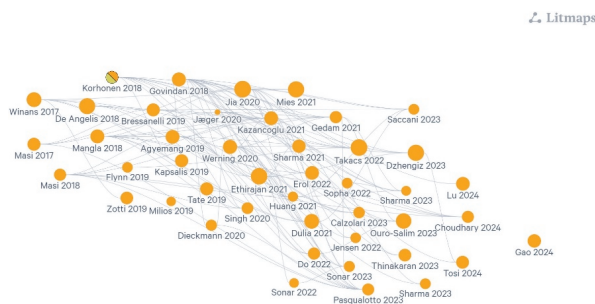 Litmaps
Korhonen 2018
Govindan 2018
Jia 2020
Mies 2021
Winans 2017
De Angelis 2018
Bressanelli 2019
Jæger 2020
Kazancoglu 2021
Gedam 2021
Saccani 2023
Masi 2017
Mangla 2018
Agyemang 2019
Werning 2020
Sharma 2021
Takacs 2022
Dzhengiz 2023
Masi 2018
Flynn 2019
Kapsalis 2019
Ethirajan 2021
Erol 2022
Sopha 2022
Sharma 2023
Lu 2024
Zotti 2019
Milios 2019
Tate 2019
Singh 2020
Huang 2021
Calzolari 2023
Ouro-Salim 2023
Choudhary 2024
Dieckmann 2020
Dulia 2021
Jensen 2022
Gao 2024
Do 2022
Sonar 2023
Thinakaran 2023
Tosi 2024
Sonar 2022
Pasqualotto 2023
Sharma 2023